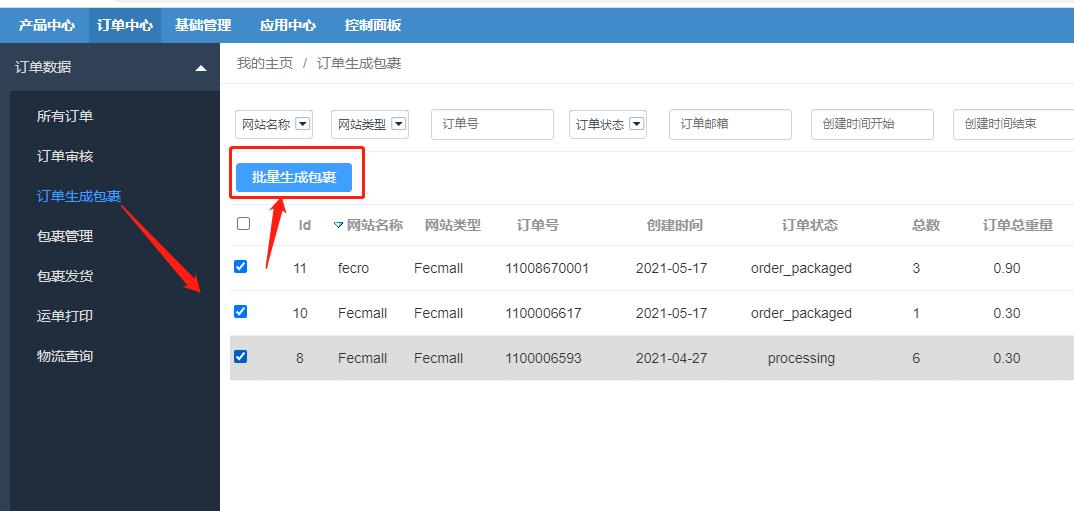 产品中心 订单中心 基础管理 应用中心 控制面板
订单数据
所有订单
订单审核
订单生成包裹
包裹管理
包裹发货
运单打印
物流查询
我的主页 / 订单生成包裹
网站名称 网站类型 订单号 订单状态 订单邮箱 创建时间开始 创建时间结束
批量生成包裹
Id 网站名称 网站类型 订单号 创建时间 订单状态 总数 订单总重量
11 fecro Fecmall 11008670001 2021-05-17 order_packaged 3 0.90
10 Fecmall Fecmall 1100006617 2021-05-17 order_packaged 1 0.30
8 Fecmall Fecmall 1100006593 2021-04-27 processing 6 0.30